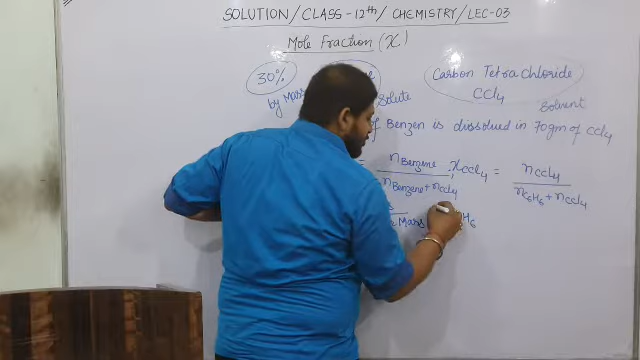 SOLUTION/CLASS-12th/CHEMISTRY/LEC-03
Mole Fraction (χ)
30%
by Mass
Solute
Carbon Tetra Chloride
CCl4
Solvent
of Benzen is dissolved in 70gm of CCl4
nBenzene / nBenzene + nCCl4 ; χCCl4 = nCCl4 / nC6H6 + nCCl4
Mass
H6